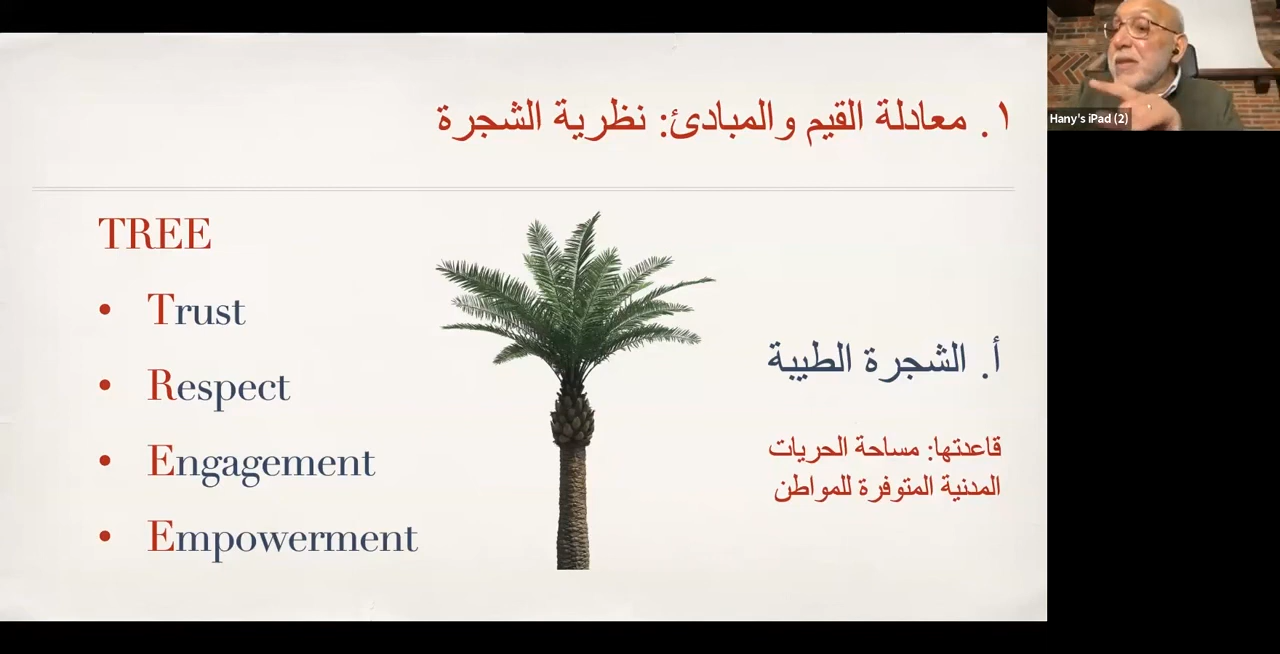 ١. معادلة القيم والمبادئ: نظرية الشجرة
TREE
• Trust
• Respect
• Engagement
• Empowerment
أ. الشجرة الطيبة
قاعدتها: مساحة الحريات
المدنية المتوفرة للمواطن
Hany's iPad (2)